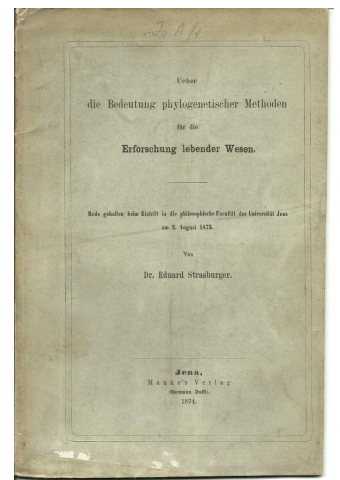 Ueber
die Bedeutung phylogenetischer Methoden
für die
Erforschung lebender Wesen.
Rede gehalten beim Eintritt in die philosophische Facultät der Universität Jena
am 2. August 1873.
Von
Dr. Eduard Strasburger.
Jena,
Mauke's Verlag
(Hermann Dufft).
1874.